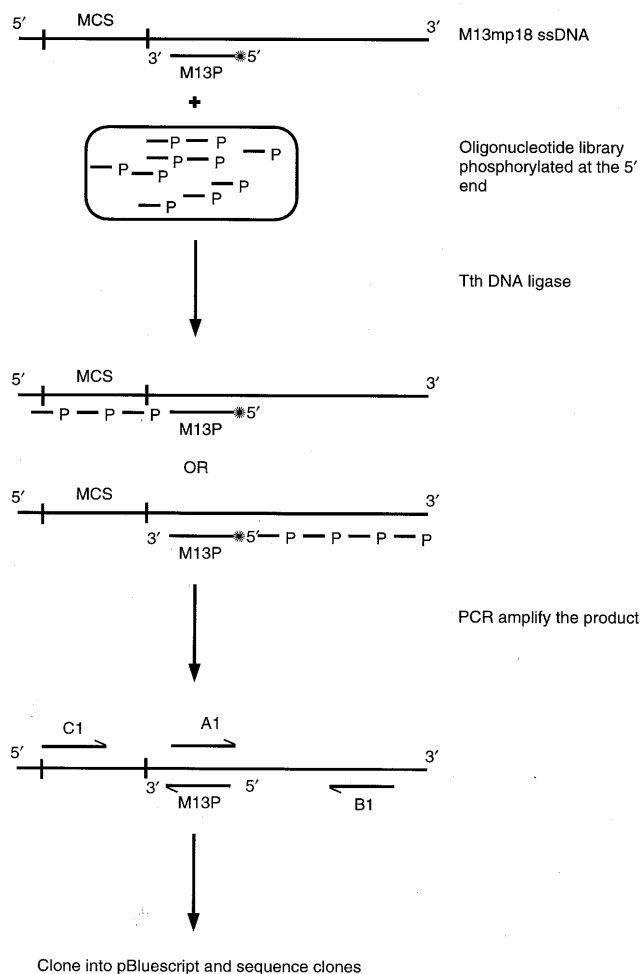 5′ MCS 3′
M13mp18 ssDNA
3′ 5′
M13P
+
P P
P P P
P P
P
P P
Oligonucleotide library
phosphorylated at the 5′
end
Tth DNA ligase
5′ MCS 3′
P P P 5′
M13P
OR
5′ MCS 3′
3′ 5′ P P P P
M13P
PCR amplify the product
C1 A1
5′ 3′
3′ M13P 5′
B1
Clone into pBluescript and sequence clones